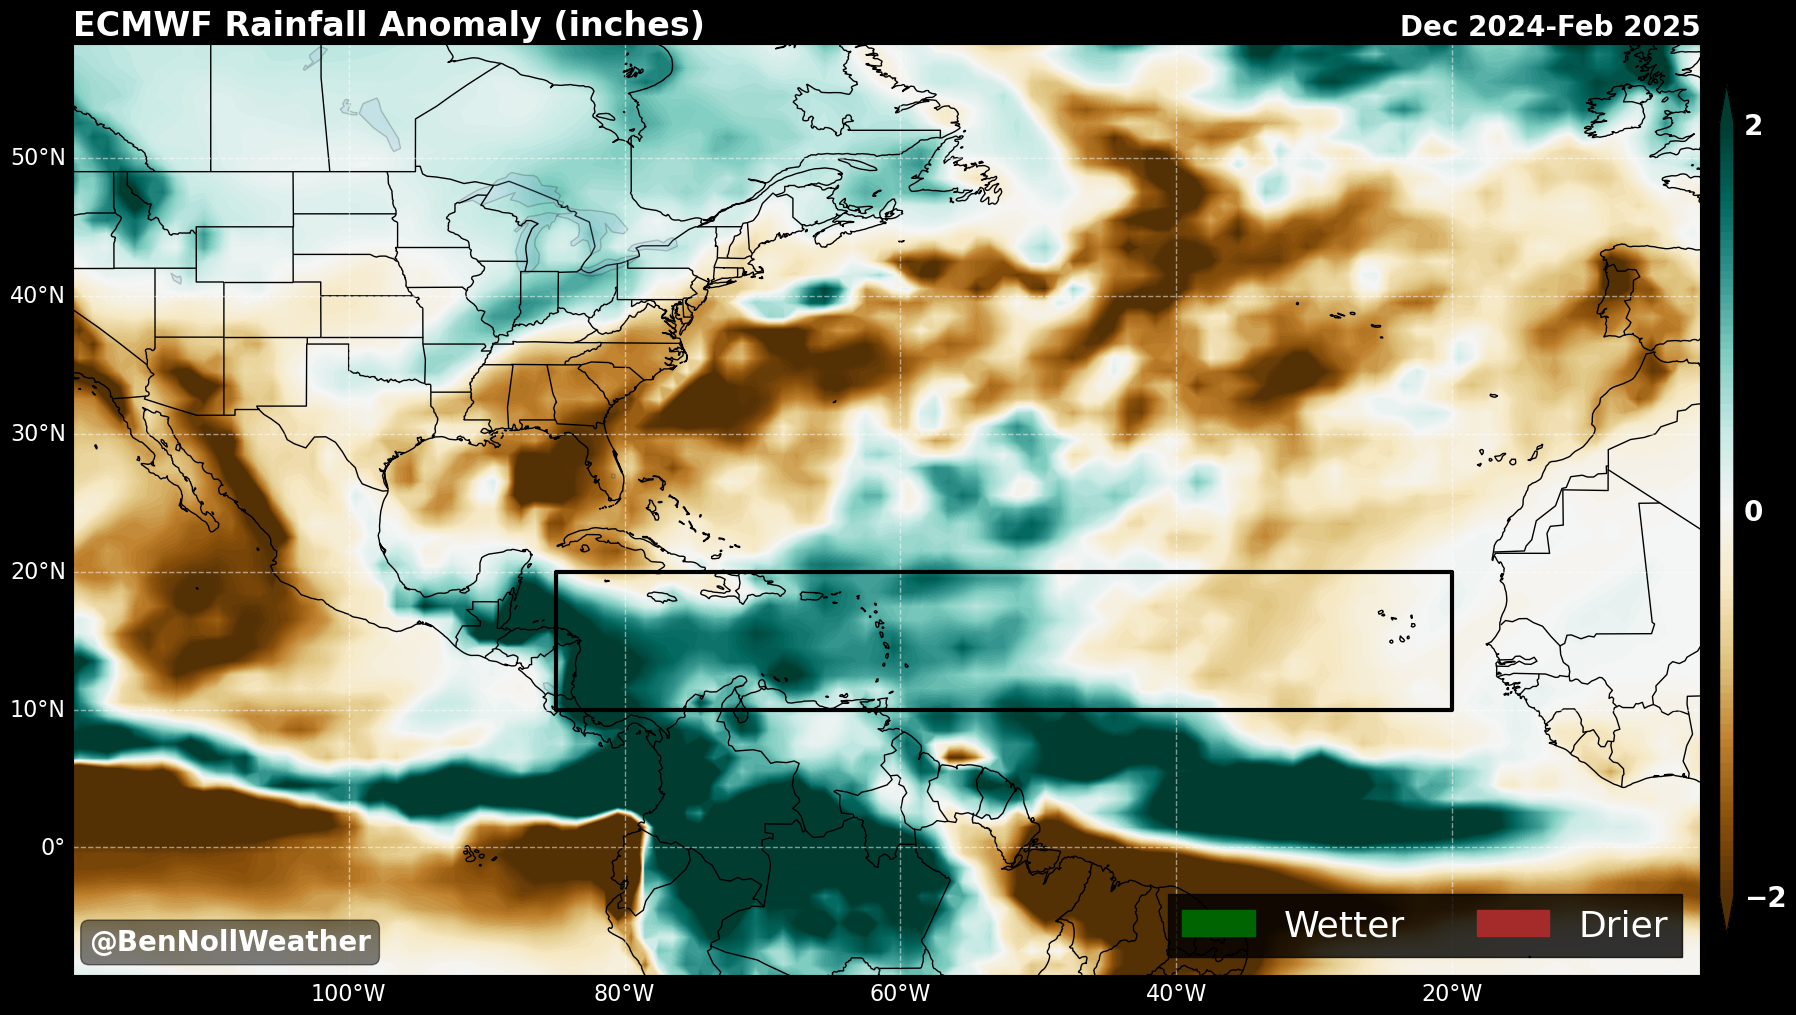 ECMWF Rainfall Anomaly (inches)
Dec 2024-Feb 2025
50°N
40°N
30°N
20°N
10°N
0°
2
0
−2
@BenNollWeather
Wetter
Drier
100°W
80°W
60°W
40°W
20°W